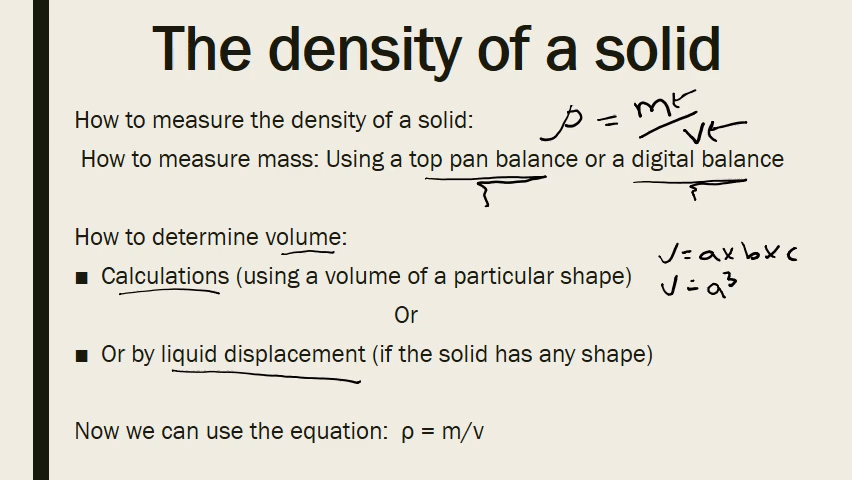 The density of a solid
How to measure the density of a solid:
ρ = m/v
How to measure mass: Using a top pan balance or a digital balance
How to determine volume:
V = a x b x c
■ Calculations (using a volume of a particular shape)
V = a³
Or
■ Or by liquid displacement (if the solid has any shape)
Now we can use the equation: ρ = m/v